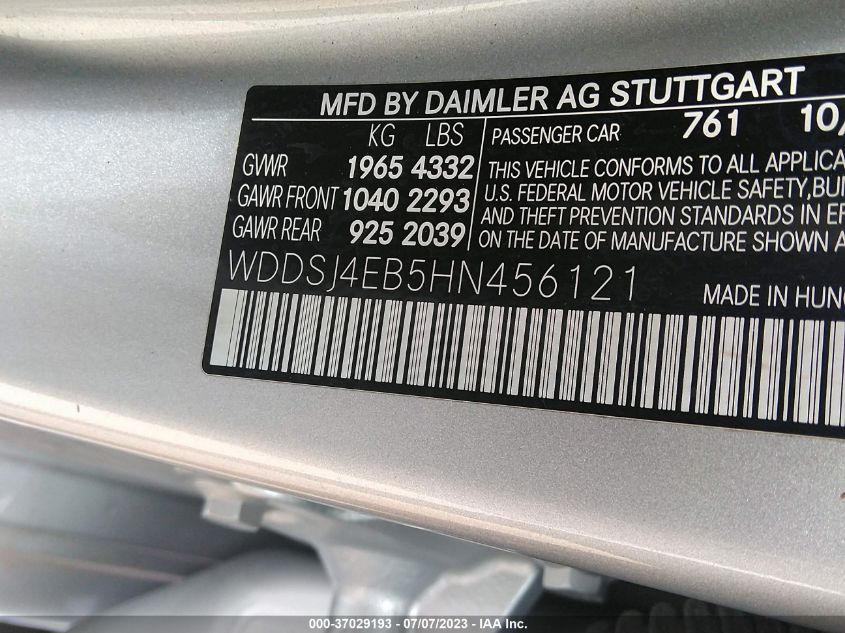 MFD BY DAIMLER AG STUTTGART
KG LBS
GVWR 1965 4332
GAWR FRONT 1040 2293
GAWR REAR 925 2039
PASSENGER CAR 761 10/
THIS VEHICLE CONFORMS TO ALL APPLICA
U.S. FEDERAL MOTOR VEHICLE SAFETY, BU
AND THEFT PREVENTION STANDARDS IN EF
ON THE DATE OF MANUFACTURE SHOWN A
WDDSJ4EB5HN456121
MADE IN HUNG
000-37029193 - 07/07/2023 - IAA Inc.